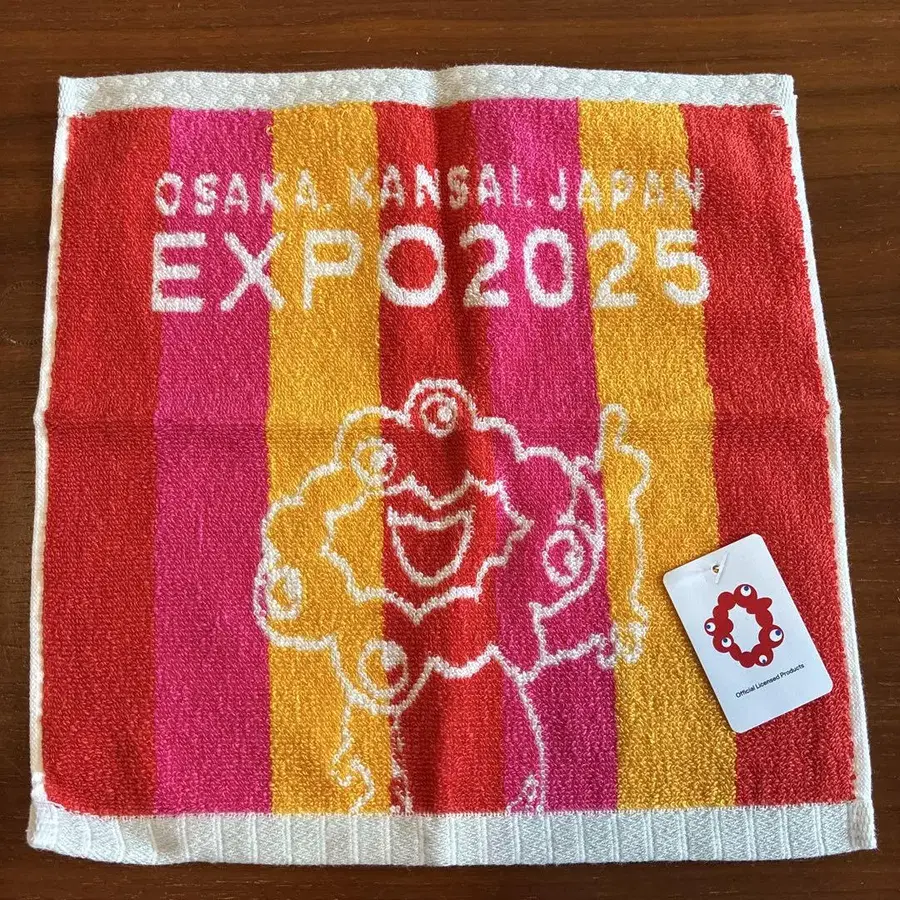 OSAKA, KANSAI, JAPAN
EXPO2025
Official Licensed Products